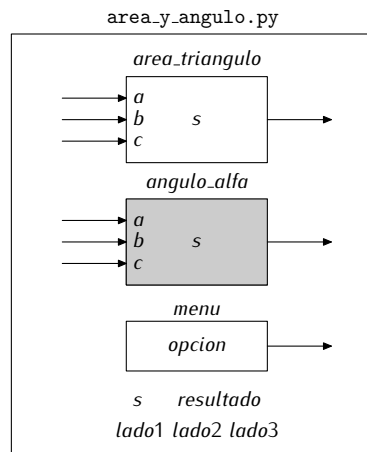 area_y_angulo.py
area_triangulo
a
b s
c
angulo_alfa
a
b s
c
menu
opcion
s resultado
lado1 lado2 lado3